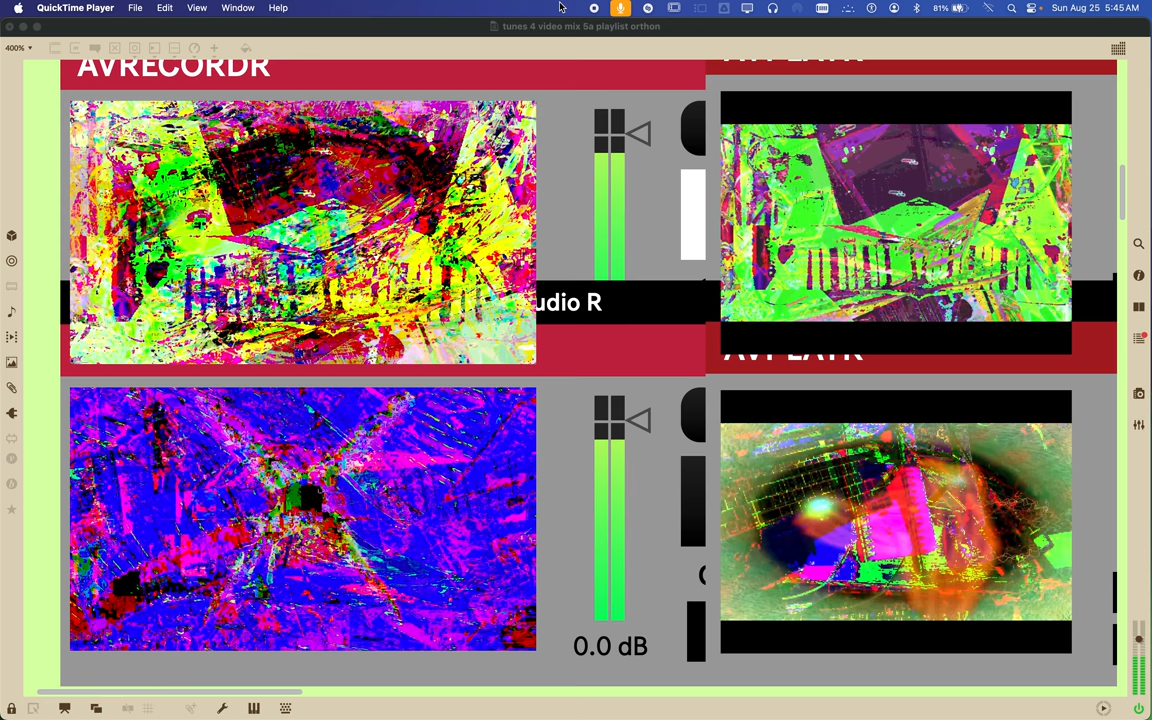 QuickTime Player File Edit View Window Help 81% Sun Aug 25 5:45 AM
tunes 4 video mix 5a playlist orthon
400%
AVRECORDR
udio R
0.0 dB